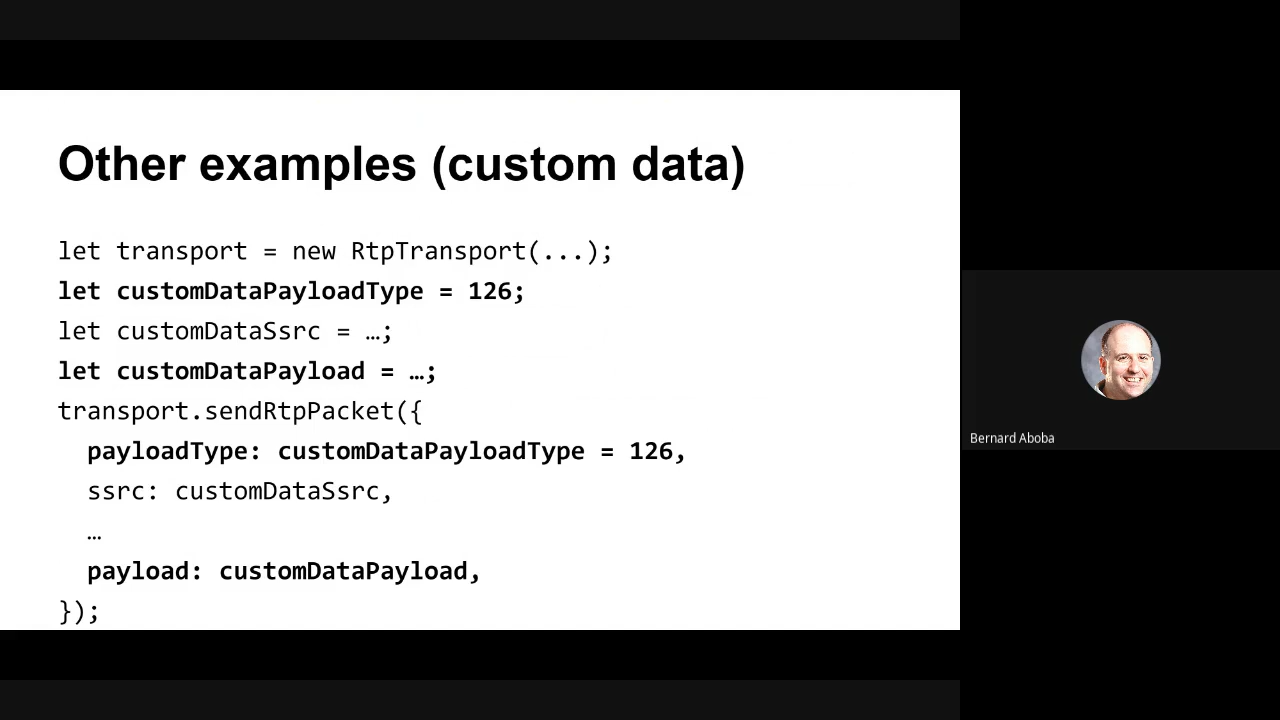 Other examples (custom data)
let transport = new RtpTransport(...);
let customDataPayloadType = 126;
let customDataSsrc = …;
let customDataPayload = …;
transport.sendRtpPacket({
  payloadType: customDataPayloadType = 126,
  ssrc: customDataSsrc,
  …
  payload: customDataPayload,
});
Bernard Aboba